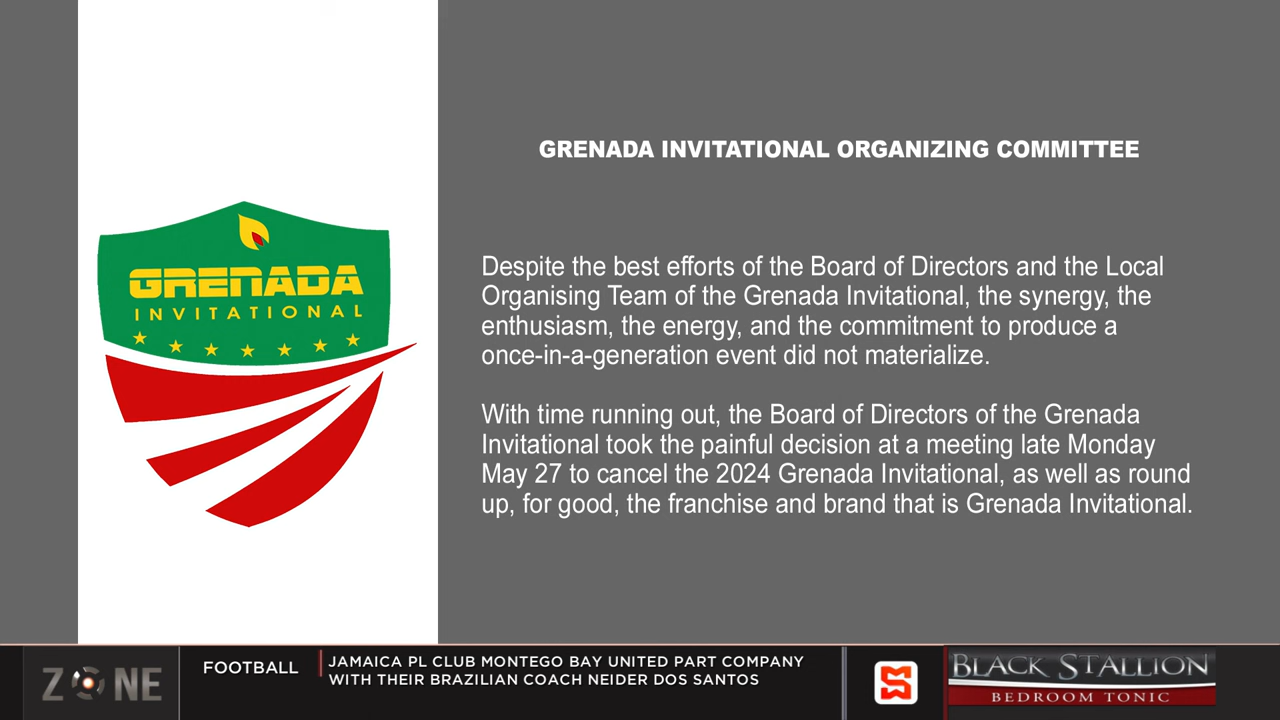 GRENADA
INVITATIONAL
GRENADA INVITATIONAL ORGANIZING COMMITTEE
Despite the best efforts of the Board of Directors and the Local
Organising Team of the Grenada Invitational, the synergy, the
enthusiasm, the energy, and the commitment to produce a
once-in-a-generation event did not materialize.
With time running out, the Board of Directors of the Grenada
Invitational took the painful decision at a meeting late Monday
May 27 to cancel the 2024 Grenada Invitational, as well as round
up, for good, the franchise and brand that is Grenada Invitational.
ZONE
FOOTBALL
JAMAICA PL CLUB MONTEGO BAY UNITED PART COMPANY
WITH THEIR BRAZILIAN COACH NEIDER DOS SANTOS
BLACK STALLION
BEDROOM TONIC